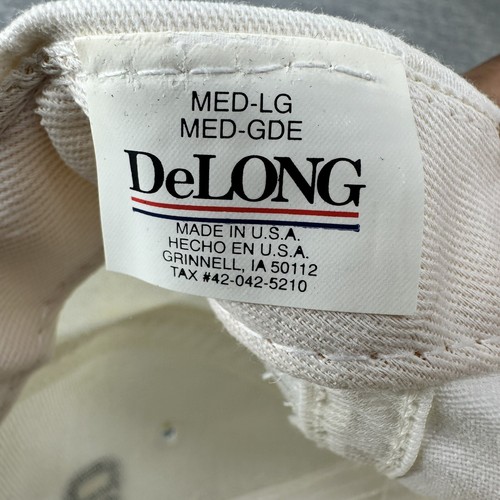 MED-LG
MED-GDE
DeLONG
MADE IN U.S.A.
HECHO EN U.S.A.
GRINNELL, IA 50112
TAX #42-042-5210